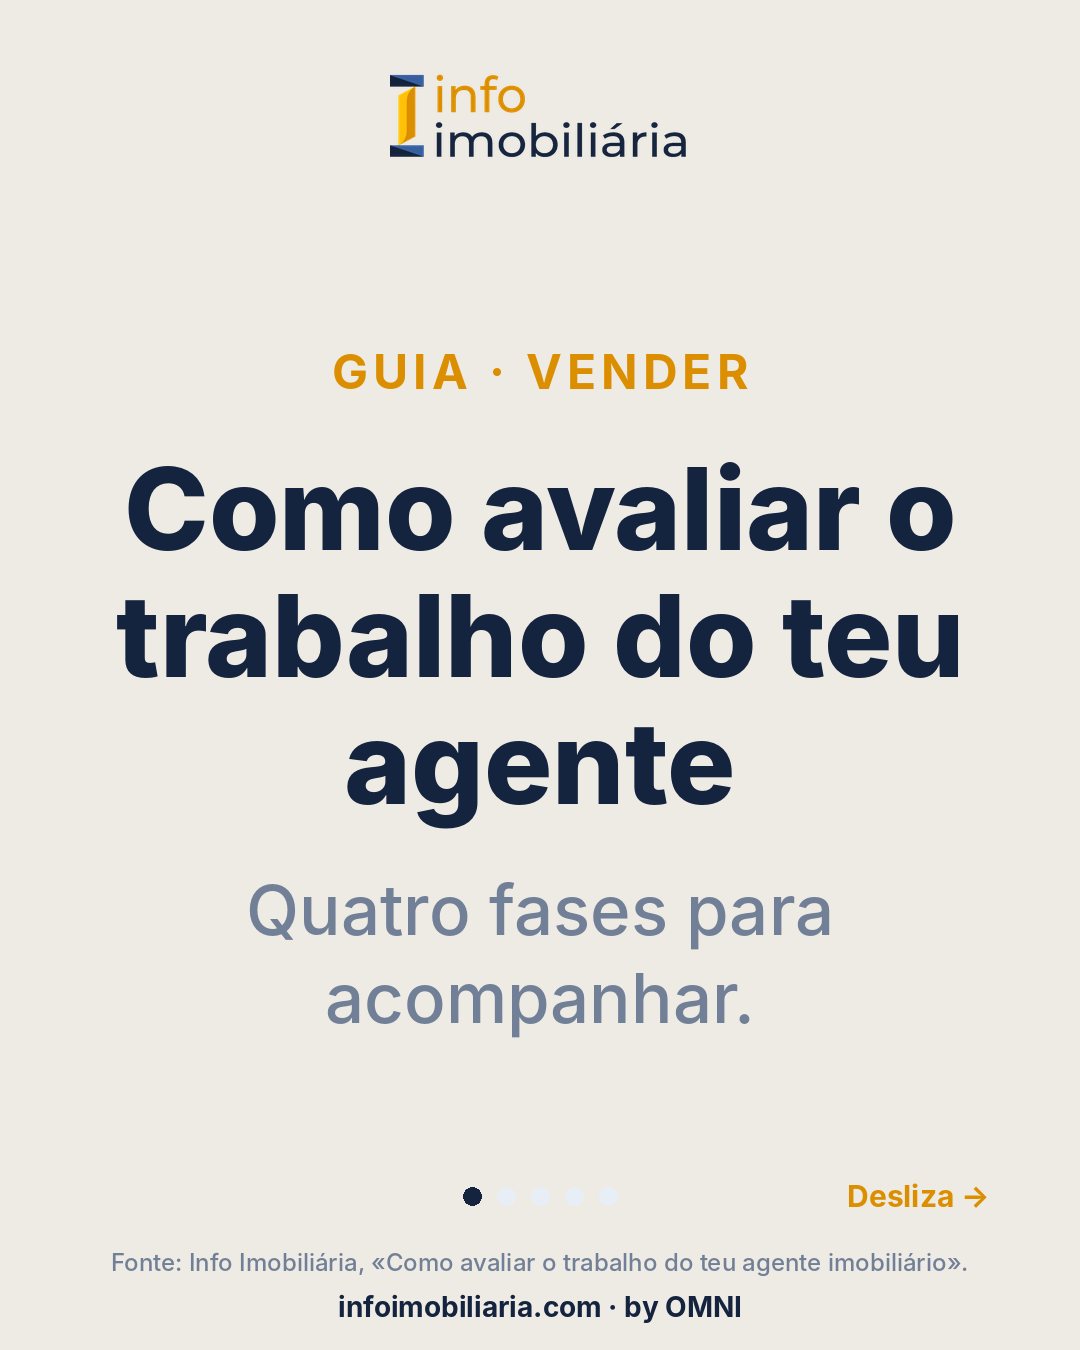 info
imobiliária
GUIA · VENDER
Como avaliar o
trabalho do teu
agente
Quatro fases para
acompanhar.
Desliza →
Fonte: Info Imobiliária, «Como avaliar o trabalho do teu agente imobiliário».
infoimobiliaria.com · by OMNI